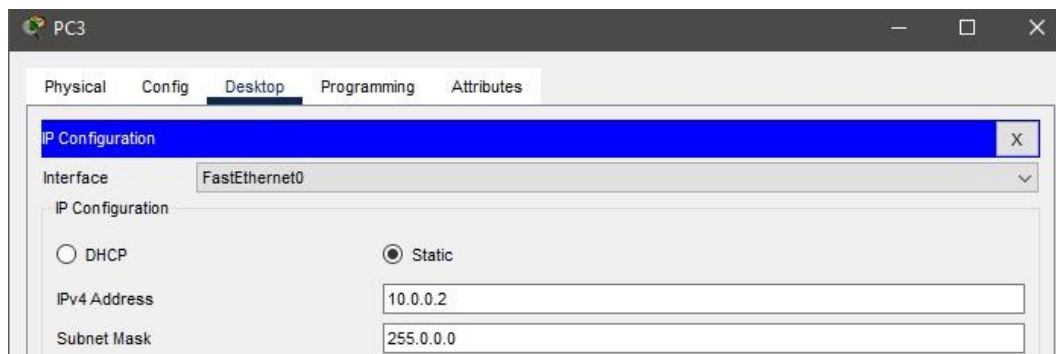 PC3
Physical Config Desktop Programming Attributes
IP Configuration X
Interface FastEthernet0
IP Configuration
DHCP Static
IPv4 Address 10.0.0.2
Subnet Mask 255.0.0.0